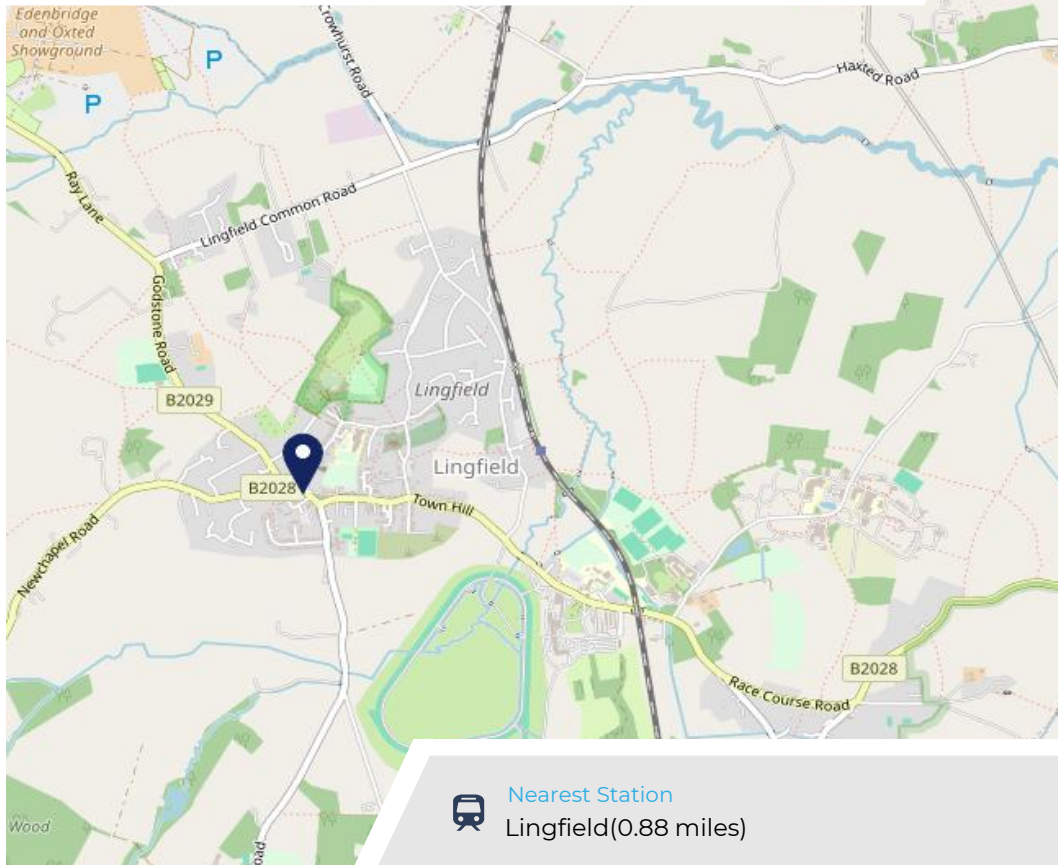 Edenbridge
and Oxted
Showground
P
P
Crowhurst Road
Haxted Road
Ray Lane
Lingfield Common Road
Godstone Road
B2029
Lingfield
Lingfield
B2028
Town Hill
Newchapel Road
B2028
Race Course Road
Wood
oad
Nearest Station
Lingfield(0.88 miles)